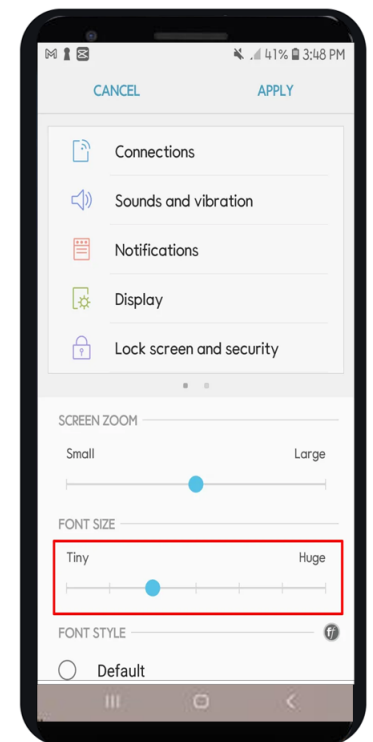 41% 3:48 PM
CANCEL APPLY
Connections
Sounds and vibration
Notifications
Display
Lock screen and security
SCREEN ZOOM
Small Large
FONT SIZE
Tiny Huge
FONT STYLE
Default